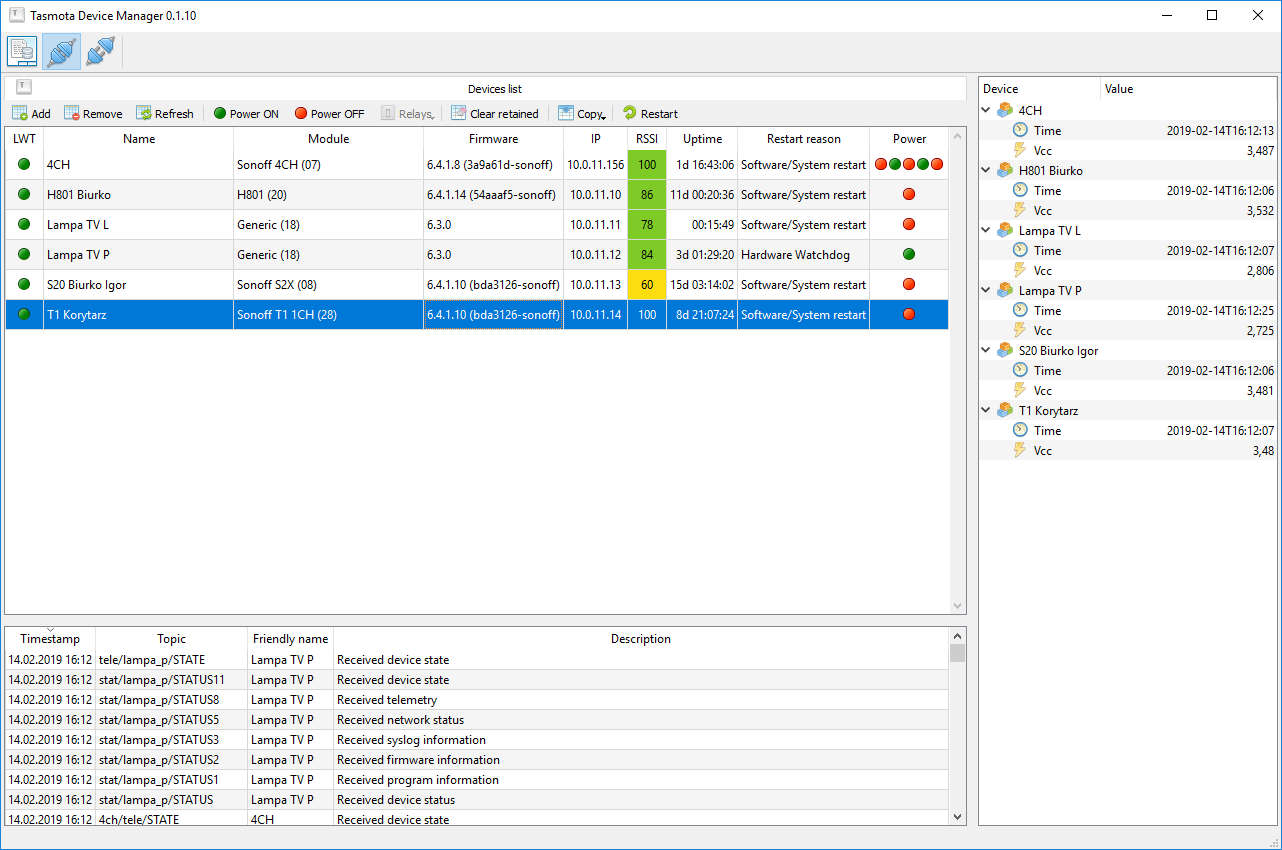 Tasmota Device Manager 0.1.10
Devices list
Add Remove Refresh Power ON Power OFF Relays Clear retained Copy Restart
LWT Name Module Firmware IP RSSI Uptime Restart reason Power
4CH Sonoff 4CH (07) 6.4.1.8 (3a9a61d-sonoff) 10.0.11.156 100 1d 16:43:06 Software/System restart
H801 Biurko H801 (20) 6.4.1.14 (54aaaf5-sonoff) 10.0.11.10 86 11d 00:20:36 Software/System restart
Lampa TV L Generic (18) 6.3.0 10.0.11.11 78 00:15:49 Software/System restart
Lampa TV P Generic (18) 6.3.0 10.0.11.12 84 3d 01:29:20 Hardware Watchdog
S20 Biurko Igor Sonoff S2X (08) 6.4.1.10 (bda3126-sonoff) 10.0.11.13 60 15d 03:14:02 Software/System restart
T1 Korytarz Sonoff T1 1CH (28) 6.4.1.10 (bda3126-sonoff) 10.0.11.14 100 8d 21:07:24 Software/System restart
Timestamp Topic Friendly name Description
14.02.2019 16:12 tele/lampa_p/STATE Lampa TV P Received device state
14.02.2019 16:12 stat/lampa_p/STATUS11 Lampa TV P Received device state
14.02.2019 16:12 stat/lampa_p/STATUS8 Lampa TV P Received telemetry
14.02.2019 16:12 stat/lampa_p/STATUS5 Lampa TV P Received network status
14.02.2019 16:12 stat/lampa_p/STATUS3 Lampa TV P Received syslog information
14.02.2019 16:12 stat/lampa_p/STATUS2 Lampa TV P Received firmware information
14.02.2019 16:12 stat/lampa_p/STATUS1 Lampa TV P Received program information
14.02.2019 16:12 stat/lampa_p/STATUS Lampa TV P Received device status
14.02.2019 16:12 4ch/tele/STATE 4CH Received device state
Device Value
4CH
Time 2019-02-14T16:12:13
Vcc 3,487
H801 Biurko
Time 2019-02-14T16:12:06
Vcc 3,532
Lampa TV L
Time 2019-02-14T16:12:07
Vcc 2,806
Lampa TV P
Time 2019-02-14T16:12:25
Vcc 2,725
S20 Biurko Igor
Time 2019-02-14T16:12:06
Vcc 3,481
T1 Korytarz
Time 2019-02-14T16:12:07
Vcc 3,48